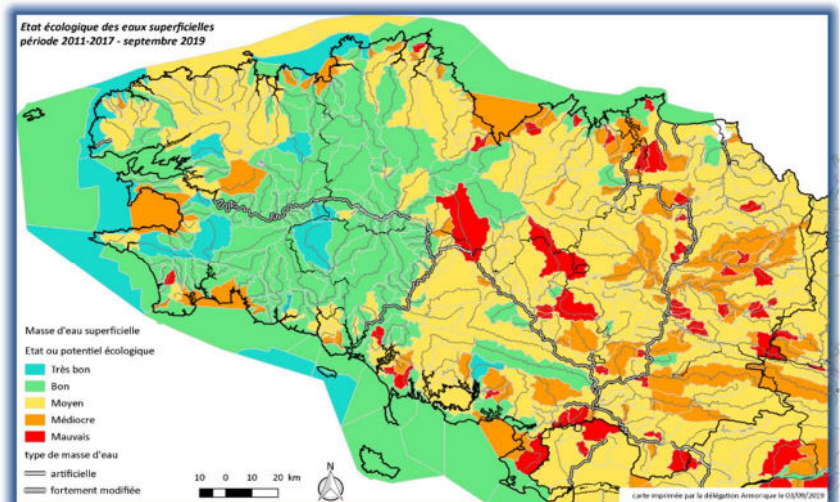 Etat écologique des eaux superficielles
période 2011-2017 - septembre 2019
Masse d'eau superficielle
Etat ou potentiel écologique
Très bon
Bon
Moyen
Médiocre
Mauvais
type de masse d'eau
artificielle
fortement modifiée
10 0 10 20 km
N
carte imprimée par la délégation Armorique le 03/09/2019